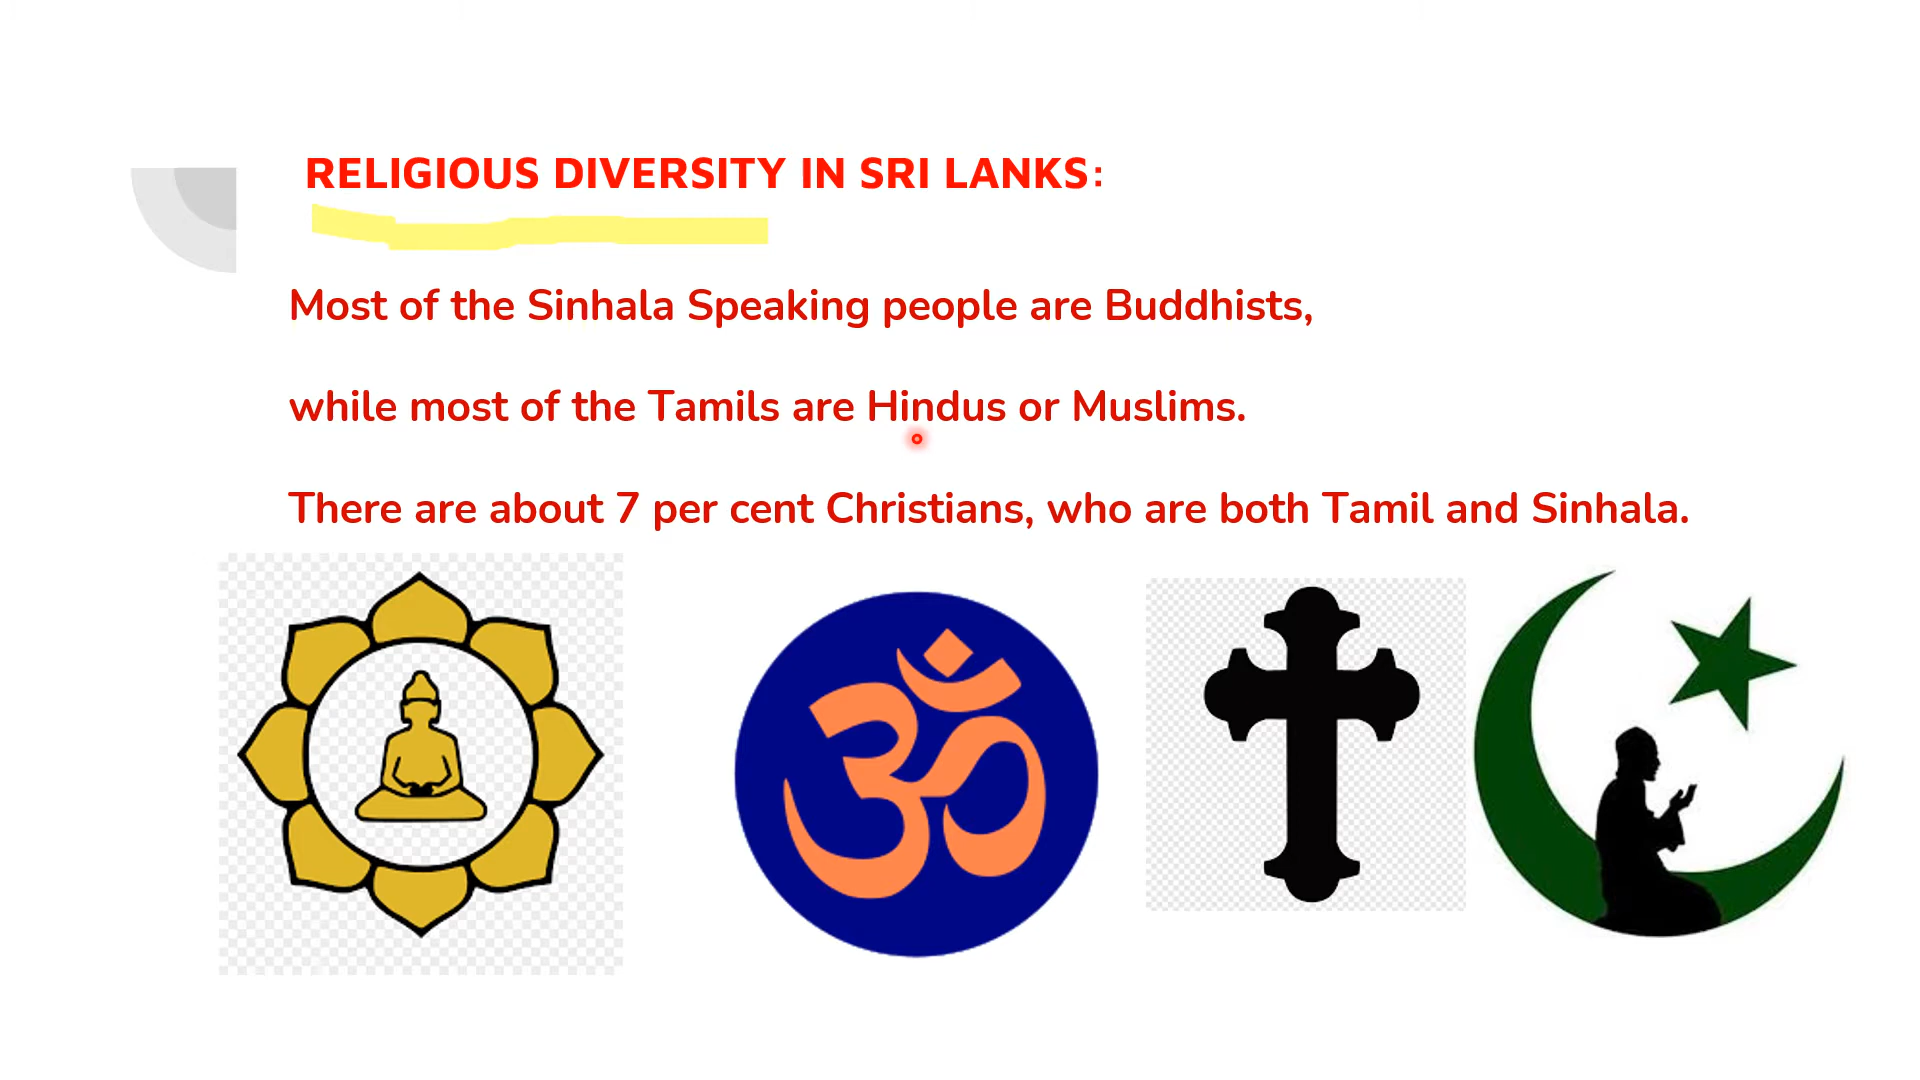 RELIGIOUS DIVERSITY IN SRI LANKS:
Most of the Sinhala Speaking people are Buddhists,
while most of the Tamils are Hindus or Muslims.
There are about 7 per cent Christians, who are both Tamil and Sinhala.
ॐ